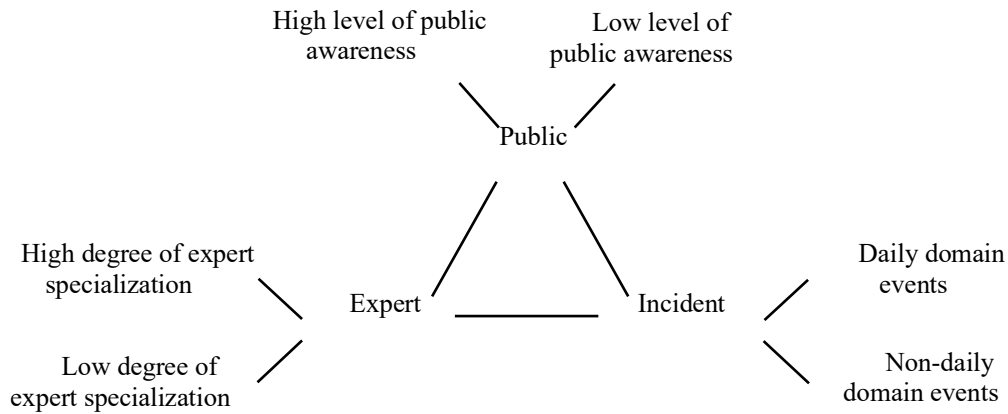 High level of public
awareness
Low level of
public awareness
Public
High degree of expert
specialization
Daily domain
events
Expert
Incident
Low degree of
expert specialization
Non-daily
domain events